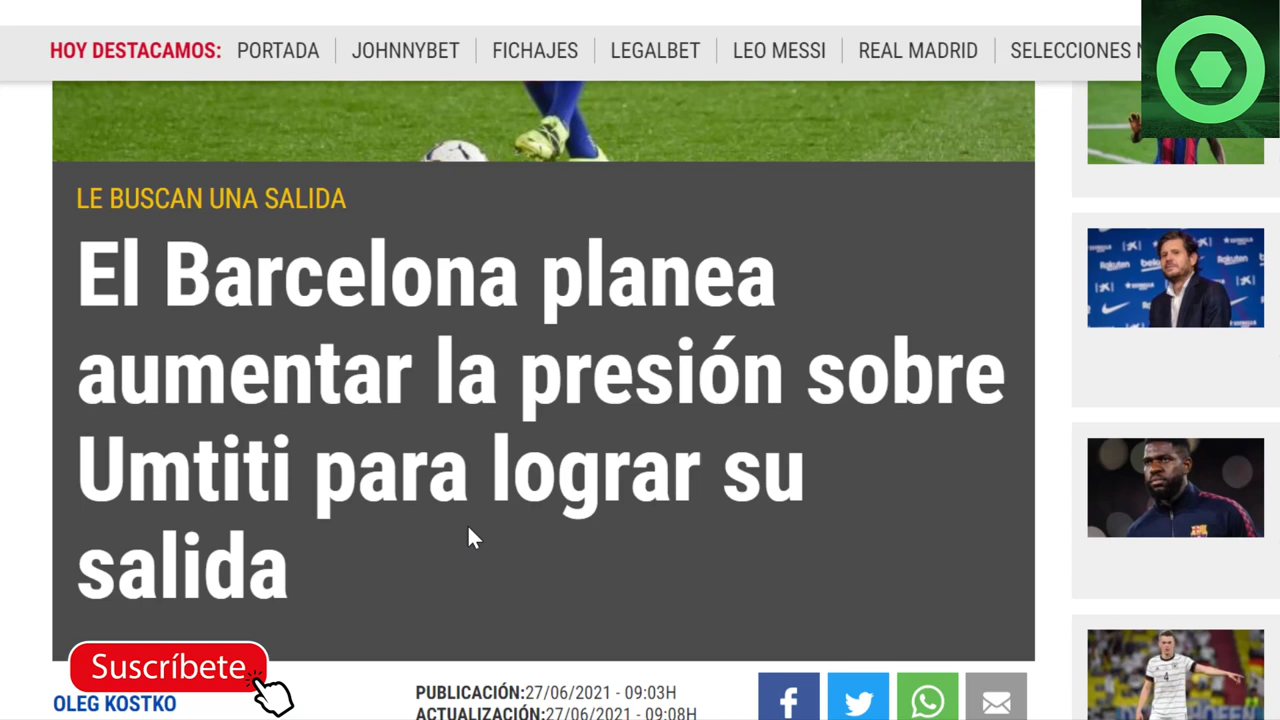 HOY DESTACAMOS: PORTADA JOHNNYBET FICHAJES LEGALBET LEO MESSI REAL MADRID SELECCIONES
LE BUSCAN UNA SALIDA
El Barcelona planea
aumentar la presión sobre
Umtiti para lograr su
salida
Suscríbete
OLEG KOSTKO
PUBLICACIÓN:27/06/2021 - 09:03H
ACTUALIZACIÓN:27/06/2021 - 09:08H
Rakuten